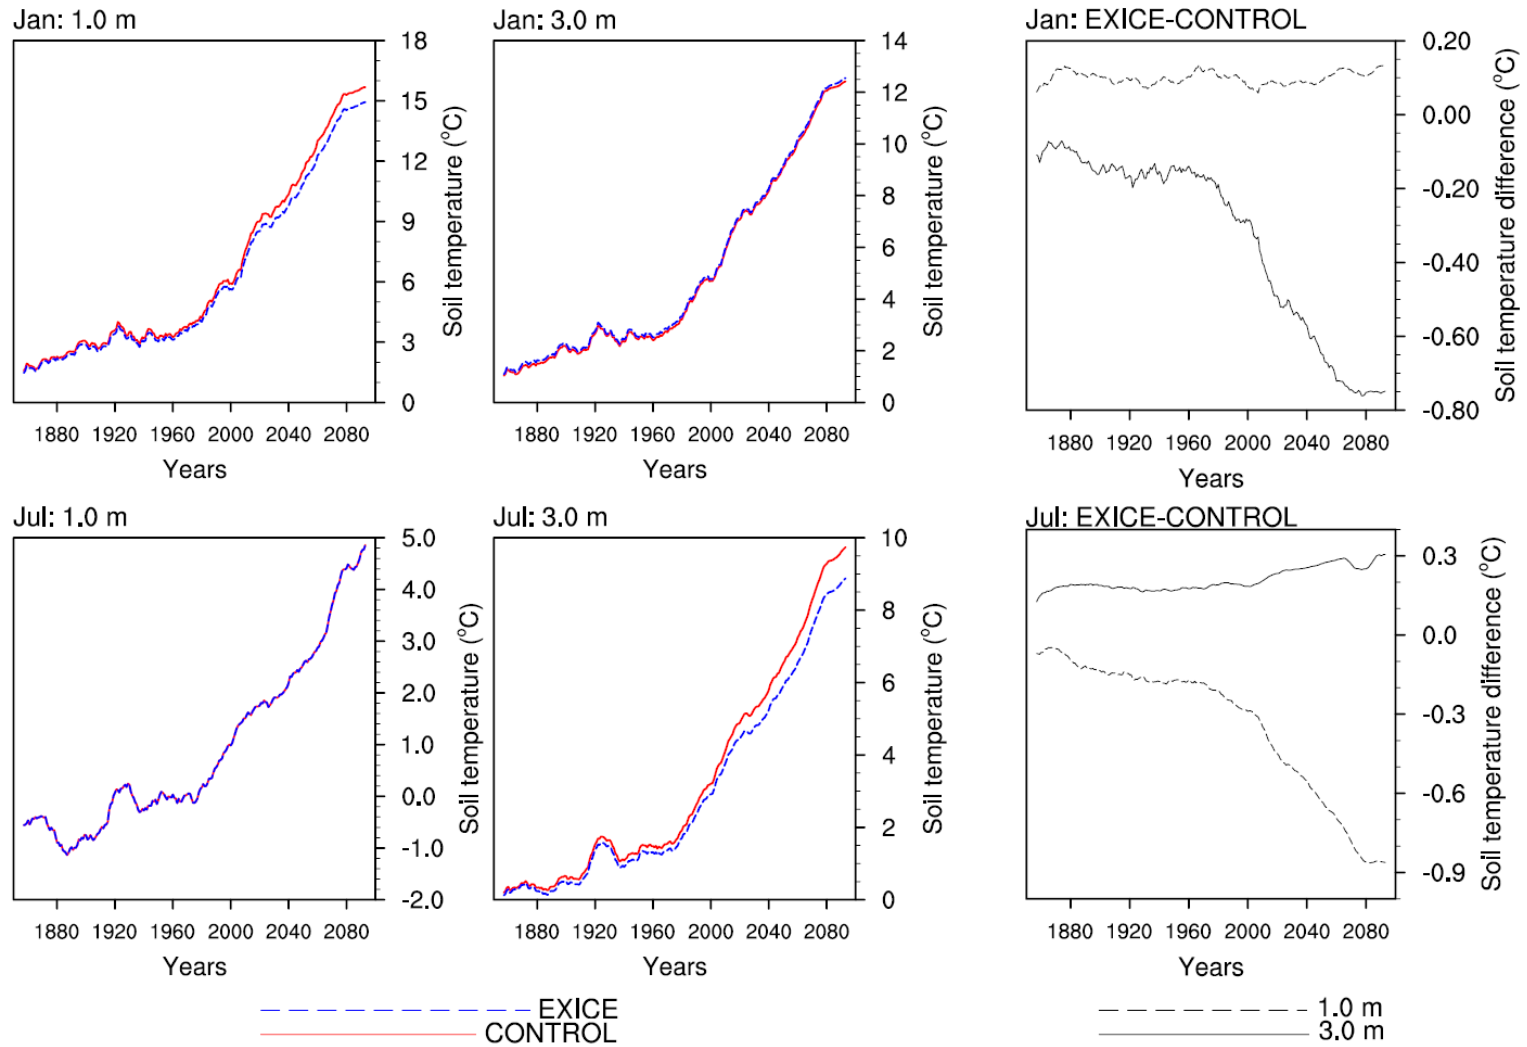 Jan: 1.0 m
18
15
12
9
6
3
0
Soil temperature (°C)
1880 1920 1960 2000 2040 2080
Years
Jan: 3.0 m
14
12
10
8
6
4
2
0
Soil temperature (°C)
1880 1920 1960 2000 2040 2080
Years
Jan: EXICE-CONTROL
0.20
0.00
-0.20
-0.40
-0.60
-0.80
Soil temperature difference (°C)
1880 1920 1960 2000 2040 2080
Years
Jul: 1.0 m
5.0
4.0
3.0
2.0
1.0
0.0
-1.0
-2.0
Soil temperature (°C)
1880 1920 1960 2000 2040 2080
Years
Jul: 3.0 m
10
8
6
4
2
0
Soil temperature (°C)
1880 1920 1960 2000 2040 2080
Years
Jul: EXICE-CONTROL
0.3
0.0
-0.3
-0.6
-0.9
Soil temperature difference (°C)
1880 1920 1960 2000 2040 2080
Years
EXICE
CONTROL
1.0 m
3.0 m